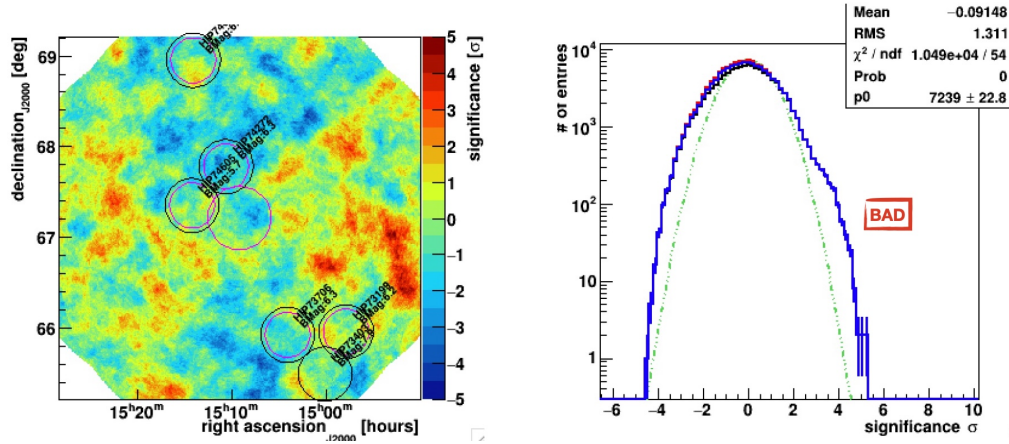 declination J2000 [deg]
69
68
67
66
HIP74272
BMag:6.3
HIP74605
BMag:5.7
HIP73706
BMag:6.3
HIP73199
BMag:6.2
15h20m
15h10m
15h00m
right ascension J2000 [hours]
significance [σ]
5
4
3
2
1
0
−1
−2
−3
−4
−5
Mean −0.09148
RMS 1.311
χ² / ndf 1.049e+04 / 54
Prob 0
p0 7239 ± 22.8
# of entries
10⁴
10³
10²
10
1
BAD
−6 −4 −2 0 2 4 6 8 10
significance σ